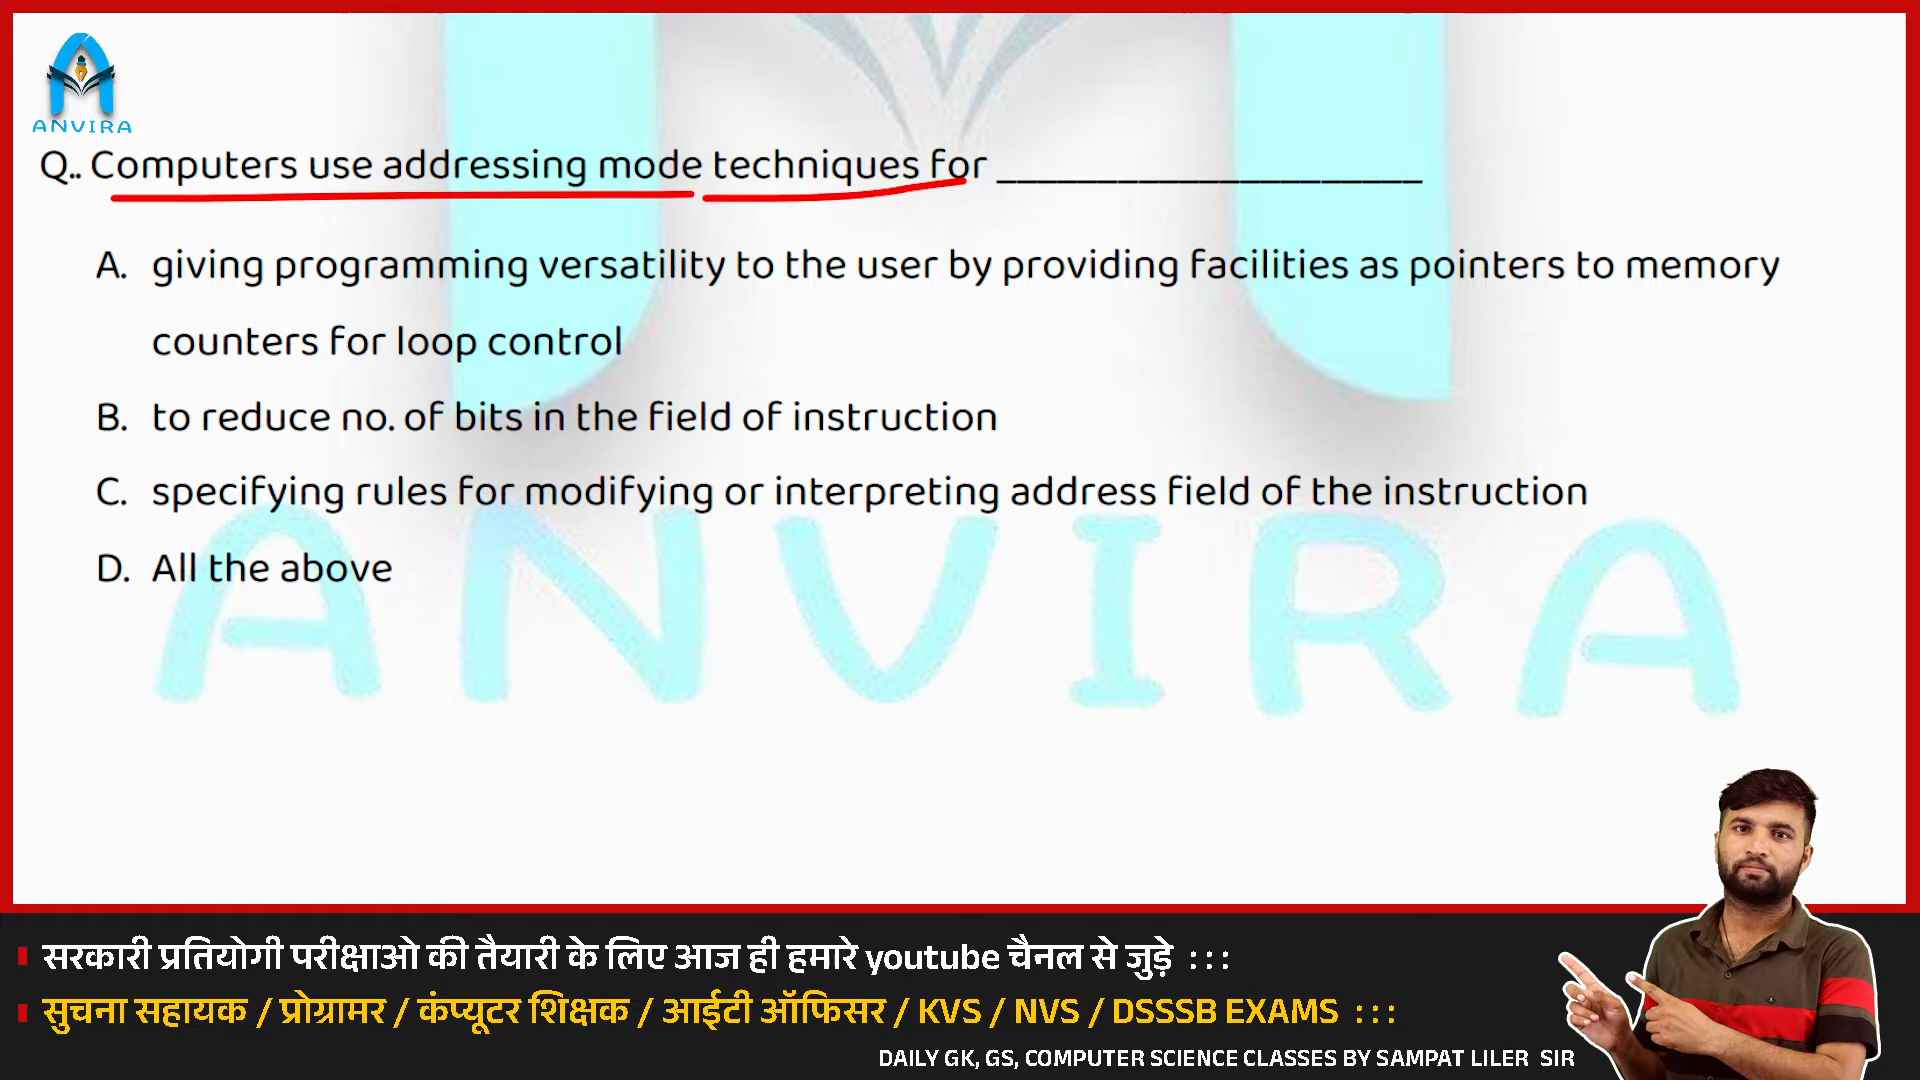 ANVIRA
Q.. Computers use addressing mode techniques for _____________________
A. giving programming versatility to the user by providing facilities as pointers to memory
counters for loop control
B. to reduce no. of bits in the field of instruction
C. specifying rules for modifying or interpreting address field of the instruction
D. All the above
ANVIRA
सरकारी प्रतियोगी परीक्षाओ की तैयारी के लिए आज ही हमारे youtube चैनल से जुड़े :::
सुचना सहायक / प्रोग्रामर / कंप्यूटर शिक्षक / आईटी ऑफिसर / KVS / NVS / DSSSB EXAMS :::
DAILY GK, GS, COMPUTER SCIENCE CLASSES BY SAMPAT LILER SIR